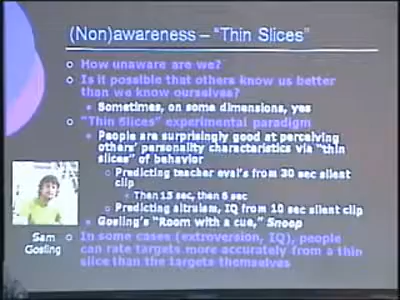 (Non)awareness – "Thin Slices"
How unaware are we?
Is it possible that others know us better
than we know ourselves?
Sometimes, on some dimensions, yes
"Thin Slices" experimental paradigm
People are surprisingly good at perceiving
others' personality characteristics via "thin
slices" of behavior
Predicting teacher eval's from 30 sec silent
clip
Then 15 sec, then 6 sec
Predicting altruism, IQ from 10 sec silent clip
Gosling's "Room with a cue," Snoop
In some cases (extroversion, IQ), people
can rate targets more accurately from a thin
slice than the targets themselves
Sam
Gosling